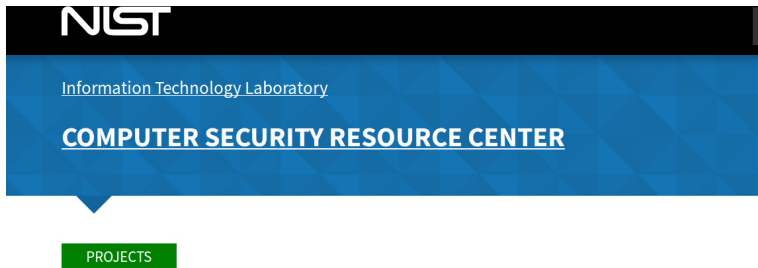 NIST
Information Technology Laboratory
COMPUTER SECURITY RESOURCE CENTER
PROJECTS